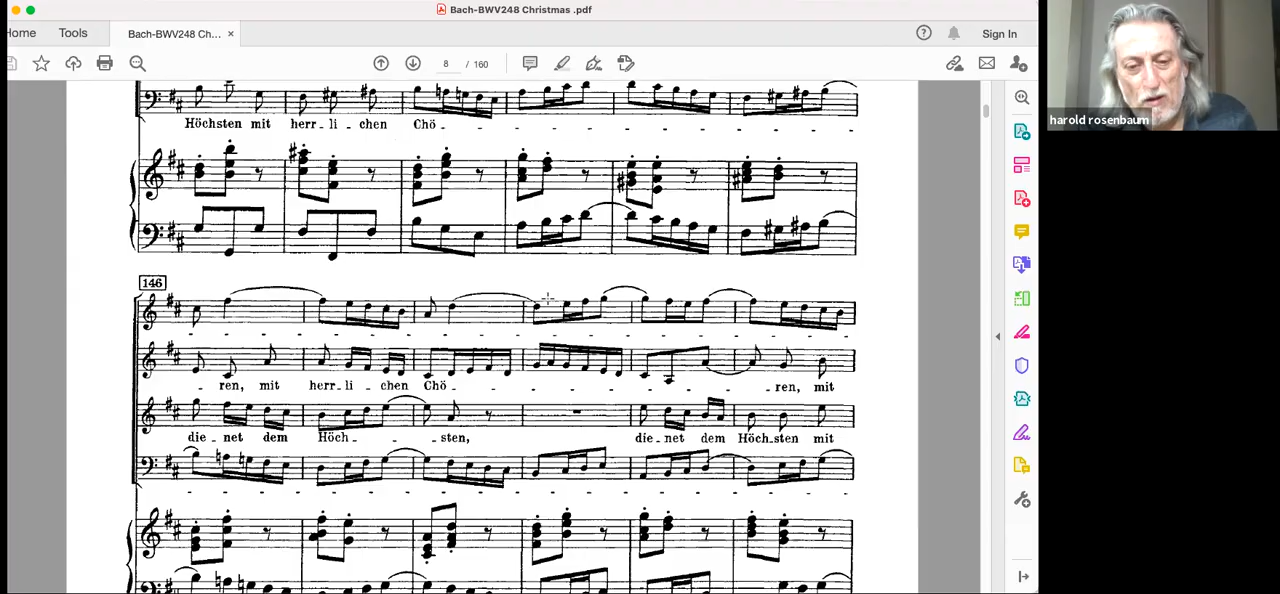 Bach-BWV248 Christmas .pdf
Home Tools Bach-BWV248 Ch... × Sign In
8 / 160
harold rosenbaum
Höchsten mit herr - li - chen Chö -
146
ren, mit herr - li - chen Chö - ren, mit
die - net dem Höch - sten, die - net dem Höch - sten mit